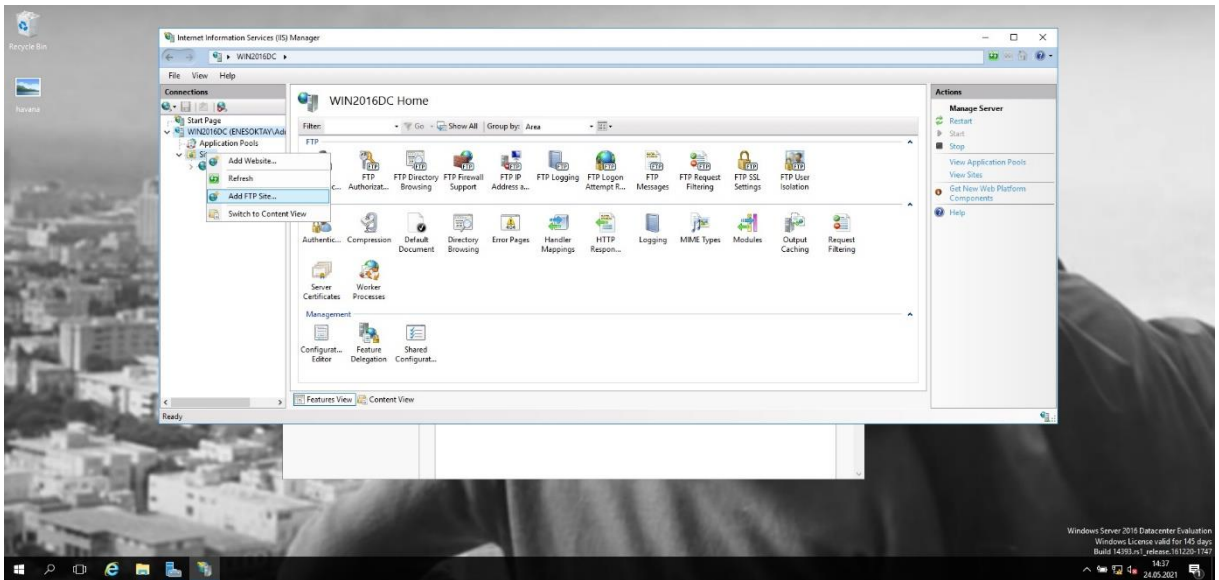 Recycle Bin
havana
Internet Information Services (IIS) Manager
WIN2016DC
File View Help
Connections
Start Page
WIN2016DC (ENESOKTAY\Ad
Application Pools
Add Website...
Refresh
Add FTP Site...
Switch to Content View
WIN2016DC Home
Filter: Go Show All Group by: Area
FTP
FTP Authorizat...
FTP Directory Browsing
FTP Firewall Support
FTP IP Address a...
FTP Logging
FTP Logon Attempt R...
FTP Messages
FTP Request Filtering
FTP SSL Settings
FTP User Isolation
Authentic...
Compression
Default Document
Directory Browsing
Error Pages
Handler Mappings
HTTP Respon...
Logging
MIME Types
Modules
Output Caching
Request Filtering
Server Certificates
Worker Processes
Management
Configurat... Editor
Feature Delegation
Shared Configurat...
Features View Content View
Ready
Actions
Manage Server
Restart
Start
Stop
View Application Pools
View Sites
Get New Web Platform Components
Help
Windows Server 2016 Datacenter Evaluation
Windows License valid for 145 days
Build 14393.rs1_release.161220-1747
14:37
24.05.2021